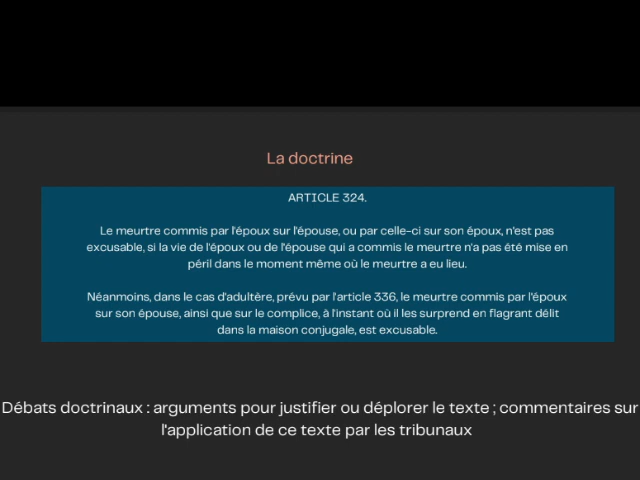 La doctrine
ARTICLE 324.
Le meurtre commis par l'époux sur l'épouse, ou par celle-ci sur son époux, n'est pas
excusable, si la vie de l'époux ou de l'épouse qui a commis le meurtre n'a pas été mise en
péril dans le moment même où le meurtre a eu lieu.
Néanmoins, dans le cas d'adultère, prévu par l'article 336, le meurtre commis par l'époux
sur son épouse, ainsi que sur le complice, à l'instant où il les surprend en flagrant délit
dans la maison conjugale, est excusable.
Débats doctrinaux : arguments pour justifier ou déplorer le texte ; commentaires sur
l'application de ce texte par les tribunaux